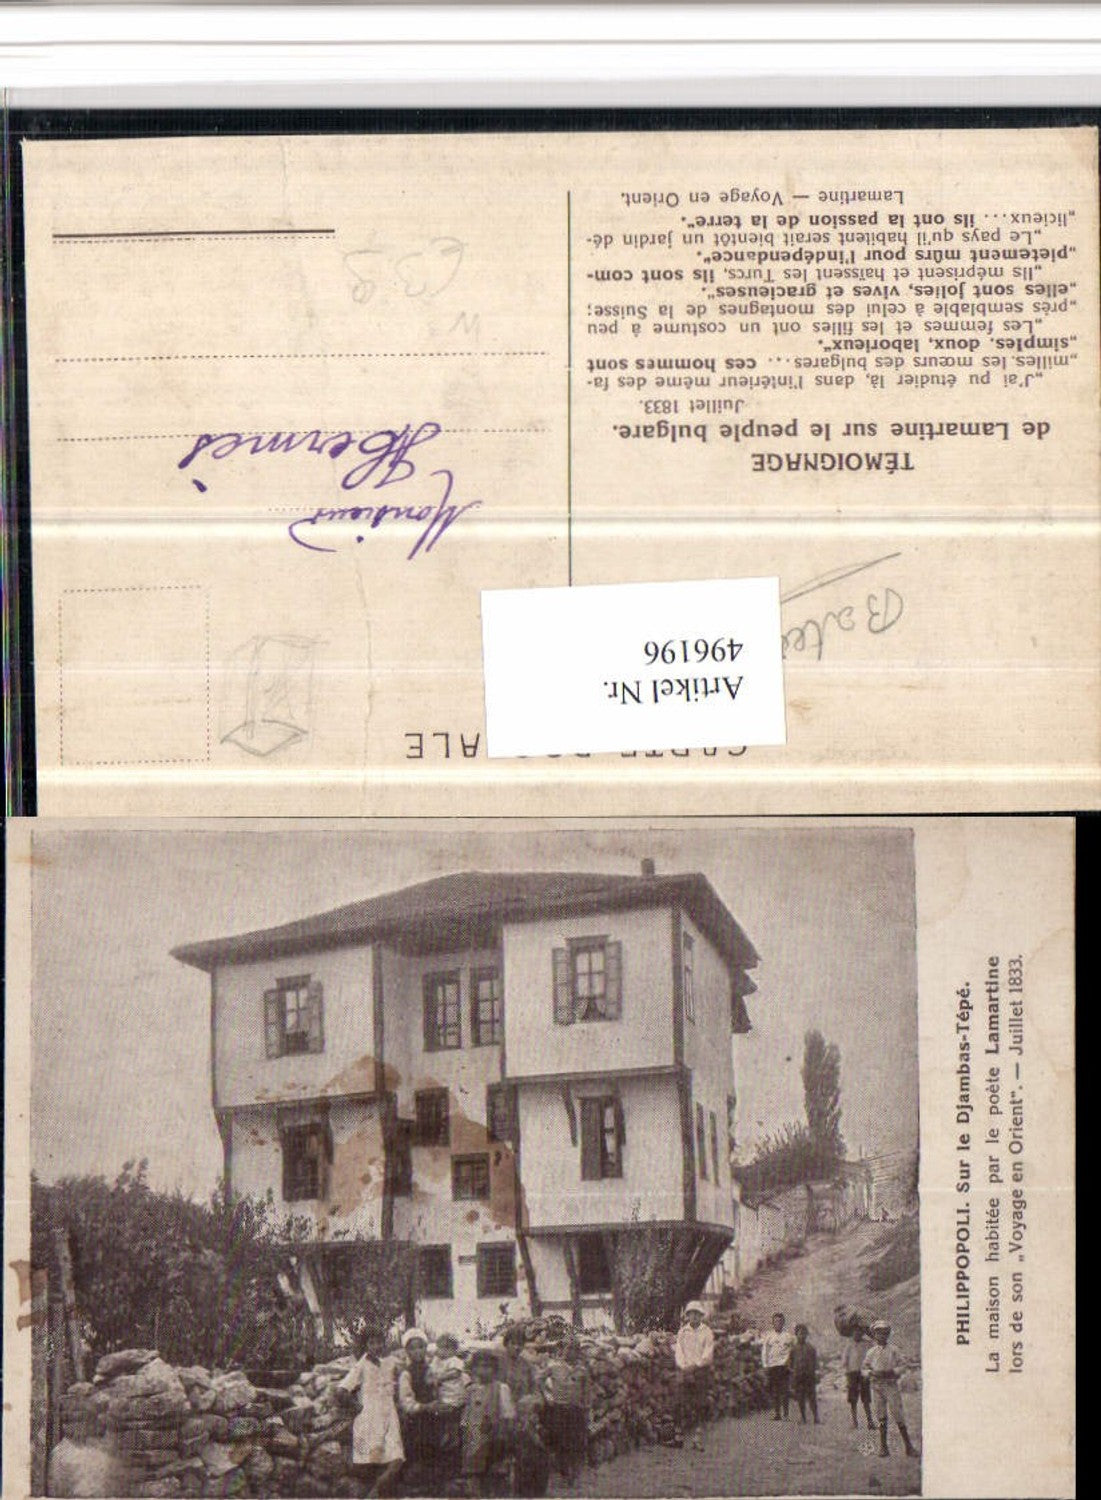 CARTE POSTALE
Artikel Nr.
496196
Monsieur
Hermès
TÉMOIGNAGE
de Lamartine sur le peuple bulgare.
Juillet 1833.
„J'ai pu étudier là, dans l'intérieur même des fa-
„milles, les mœurs des bulgares... ces hommes sont
„simples, doux, laborieux“.
„Les femmes et les filles ont un costume à peu
„près semblable à celui des montagnes de la Suisse;
„elles sont jolies, vives et gracieuses“.
„Ils méprisent et haïssent les Turcs, ils sont com-
„plètement mûrs pour l'indépendance“.
„Le pays qu'il habitent serait bientôt un jardin dé-
„licieux... ils ont la passion de la terre“.
Lamartine — Voyage en Orient.
PHILIPPOPOLI. Sur le Djambas-Tépé.
La maison habitée par le poète Lamartine
lors de son „Voyage en Orient“. — Juillet 1833.